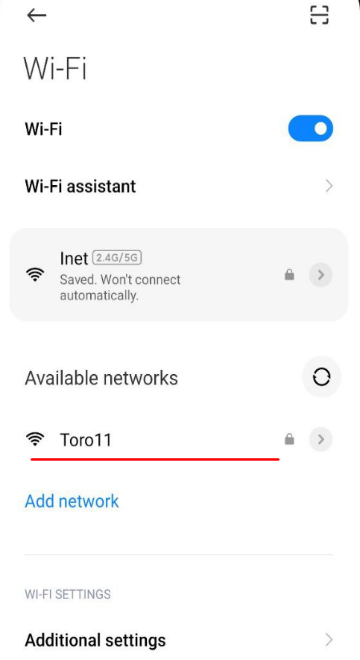 Wi-Fi
Wi-Fi
Wi-Fi assistant
Inet 2.4G/5G
Saved. Won't connect
automatically.
Available networks
Toro11
Add network
WI-FI SETTINGS
Additional settings